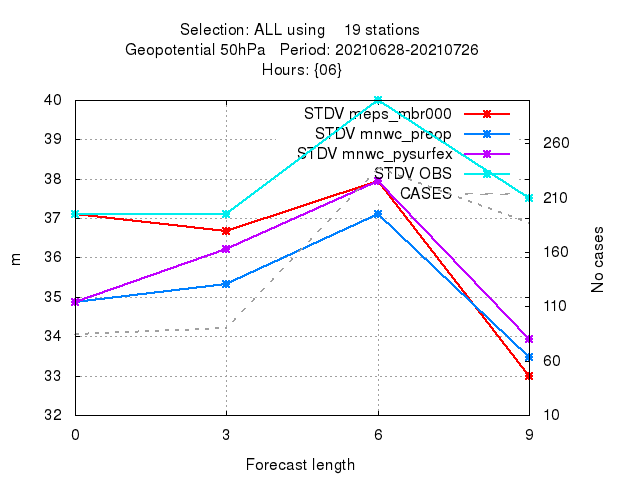 Selection: ALL using 19 stations
Geopotential 50hPa Period: 20210628-20210726
Hours: {06}
40
39
38
37
36
35
34
33
32
m
STDV meps_mbr000
STDV mnwc_preop
STDV mnwc_pysurfex
STDV OBS
CASES
260
210
160
110
60
10
No cases
0 3 6 9
Forecast length